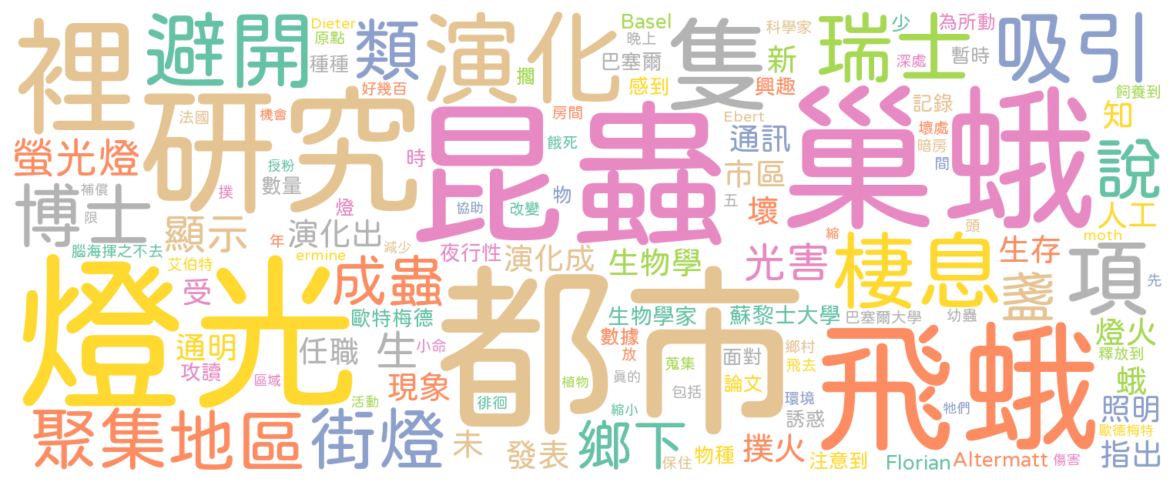 裡
避開
類
Dieter
原點
種種
好幾百
演化
擱
Basel
晚上
巴塞爾
感到
隻
科學家
新
興趣
瑞士
少
為所動
深處
暫時
吸引
飼養到
法國
機會
研究
房間
餓死
昆蟲
Ebert
通訊
巢蛾
記錄
壞處
暗房
間
知
說
螢光燈
授粉
數量
撲
時
協助
改變
物
市區
五
壞
人工
博士
補償
限
顯示
燈
年
演化出
減少
ermine
夜行性
演化成
生物學
光害
縮
棲息
頭
生存
moth
項
先
腦海揮之不去
艾伯特
受
成蟲
歐特梅德
生物學家
蘇黎士大學
巴塞爾大學
幼蟲
盞
燈火
釋放到
燈光
通明
攻讀
區域
任職
生
小命
都市
數據
放
面對
鄉村
飛去
飛蛾
蛾
現象
活動
徘徊
植物
真的
蒐集
包括
論文
環境
誘惑
牠們
照明
歐德梅特
聚集
地區
街燈
未
發表
縮小
鄉下
保住
物種
撲火
注意到
Florian
Altermatt
傷害
指出